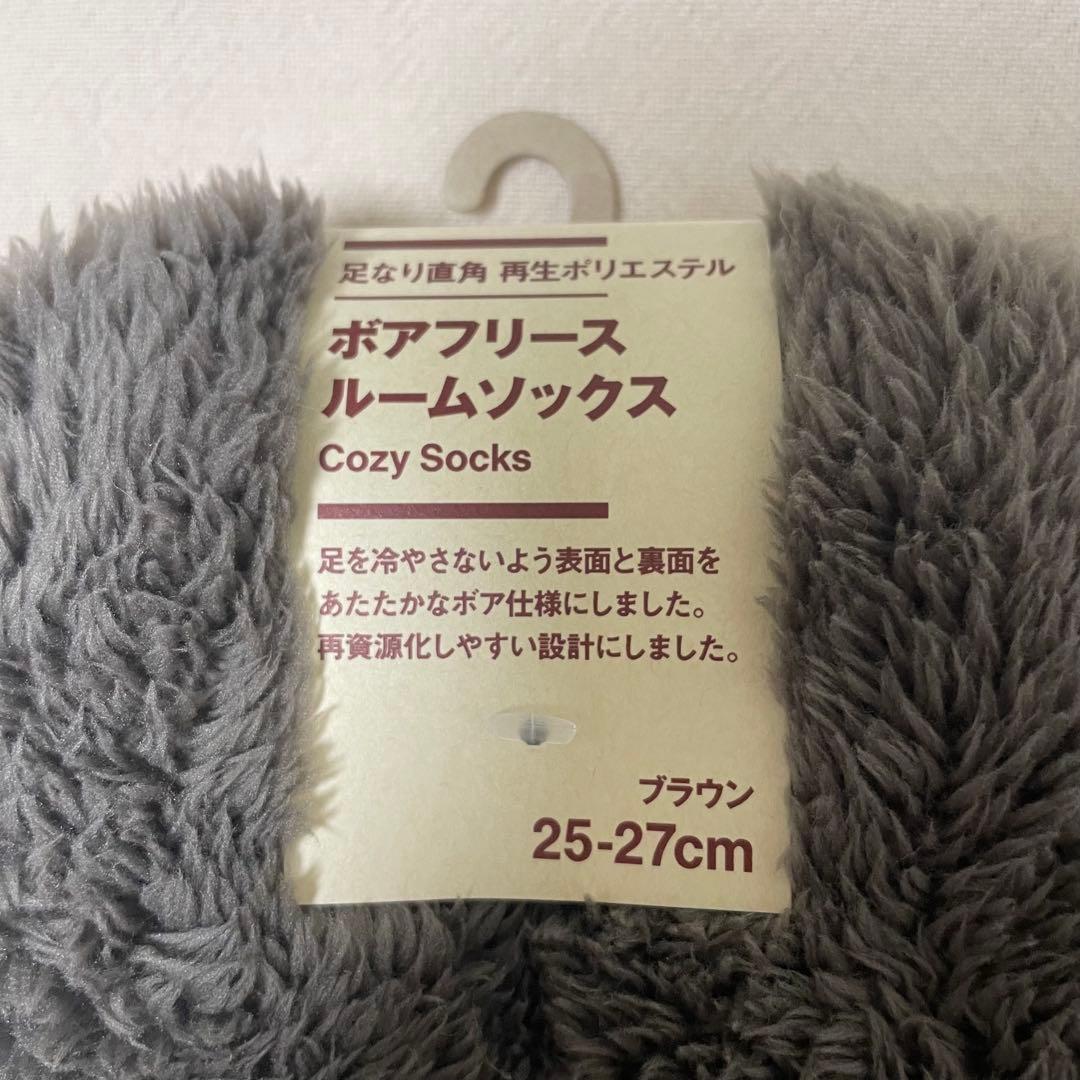 足なり直角 再生ポリエステル
ボアフリース
ルームソックス
Cozy Socks
足を冷やさないよう表面と裏面を
あたたかなボア仕様にしました。
再資源化しやすい設計にしました。
ブラウン
25-27cm